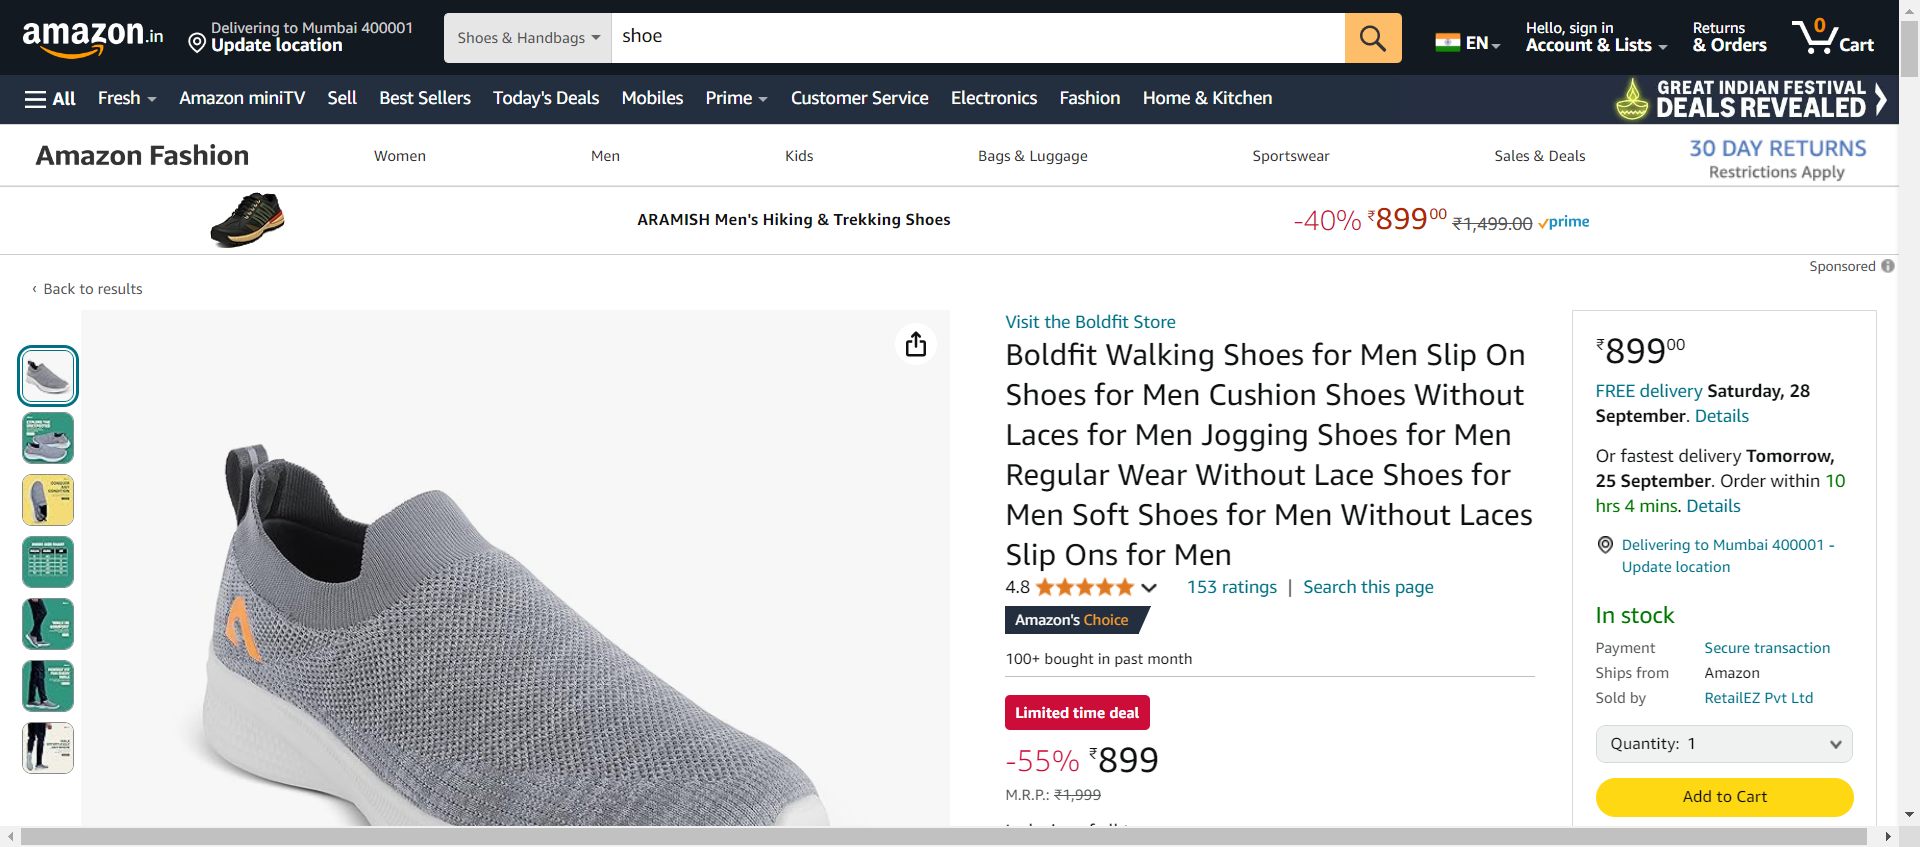 amazon.in
Delivering to Mumbai 400001
Update location
Shoes & Handbags
shoe
EN
Hello, sign in
Account & Lists
Returns
& Orders
0
Cart
All
Fresh
Amazon miniTV
Sell
Best Sellers
Today's Deals
Mobiles
Prime
Customer Service
Electronics
Fashion
Home & Kitchen
GREAT INDIAN FESTIVAL
DEALS REVEALED
Amazon Fashion
Women
Men
Kids
Bags & Luggage
Sportswear
Sales & Deals
30 DAY RETURNS
Restrictions Apply
ARAMISH Men's Hiking & Trekking Shoes
-40% ₹89900 ₹1,499.00 prime
Sponsored
‹ Back to results
Visit the Boldfit Store
Boldfit Walking Shoes for Men Slip On
Shoes for Men Cushion Shoes Without
Laces for Men Jogging Shoes for Men
Regular Wear Without Lace Shoes for
Men Soft Shoes for Men Without Laces
Slip Ons for Men
4.8
153 ratings | Search this page
Amazon's Choice
100+ bought in past month
Limited time deal
-55% ₹899
M.R.P.: ₹1,999
₹89900
FREE delivery Saturday, 28
September. Details
Or fastest delivery Tomorrow,
25 September. Order within 10
hrs 4 mins. Details
Delivering to Mumbai 400001 -
Update location
In stock
Payment Secure transaction
Ships from Amazon
Sold by RetailEZ Pvt Ltd
Quantity: 1
Add to Cart